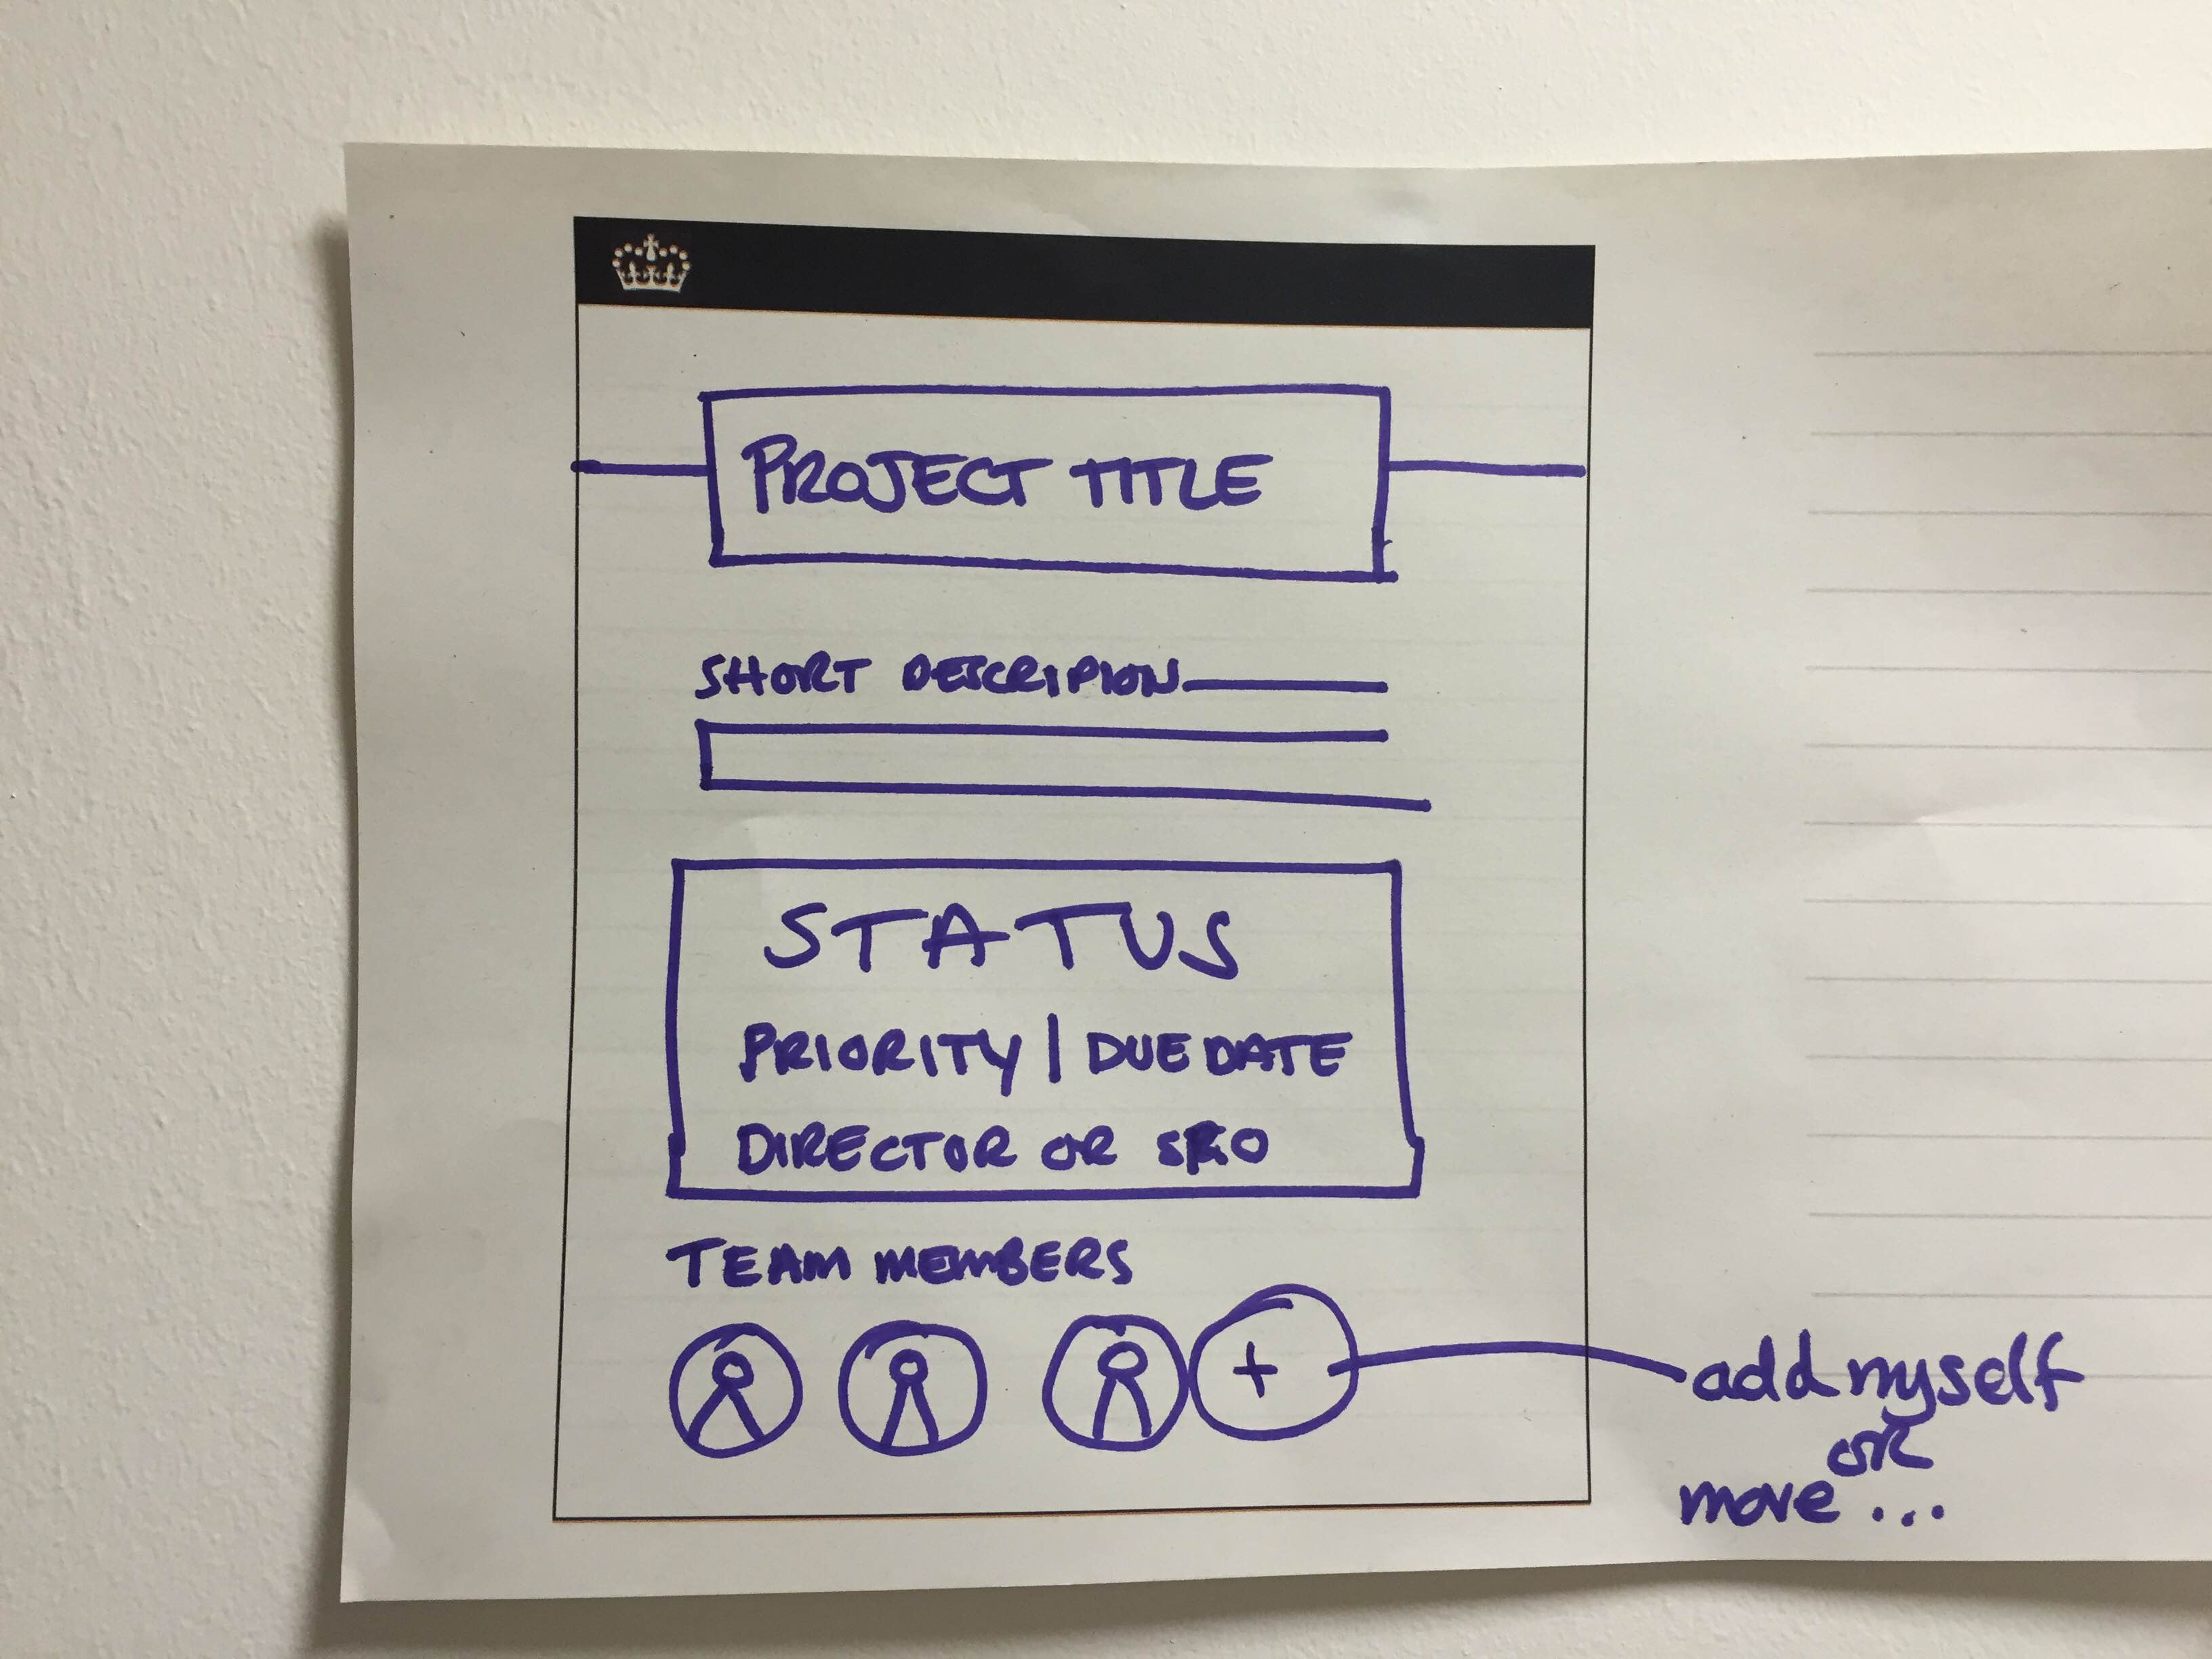 PROJECT TITLE
SHORT DESCRIPION
STATUS
PRIORITY | DUE DATE
DIRECTOR OR SRO
TEAM MEMBERS
+
add myself
OR
move...